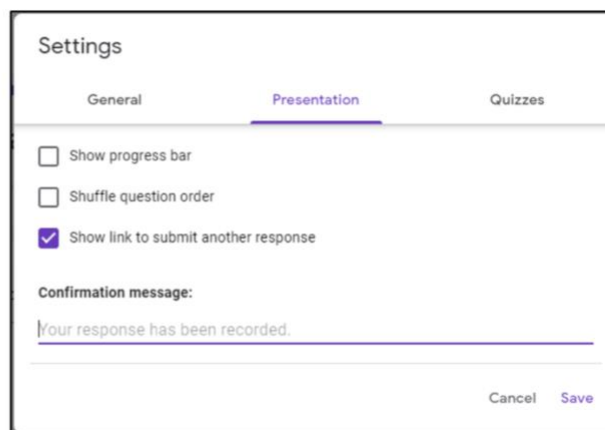 Settings
General Presentation Quizzes
Show progress bar
Shuffle question order
Show link to submit another response
Confirmation message:
Your response has been recorded.
Cancel Save